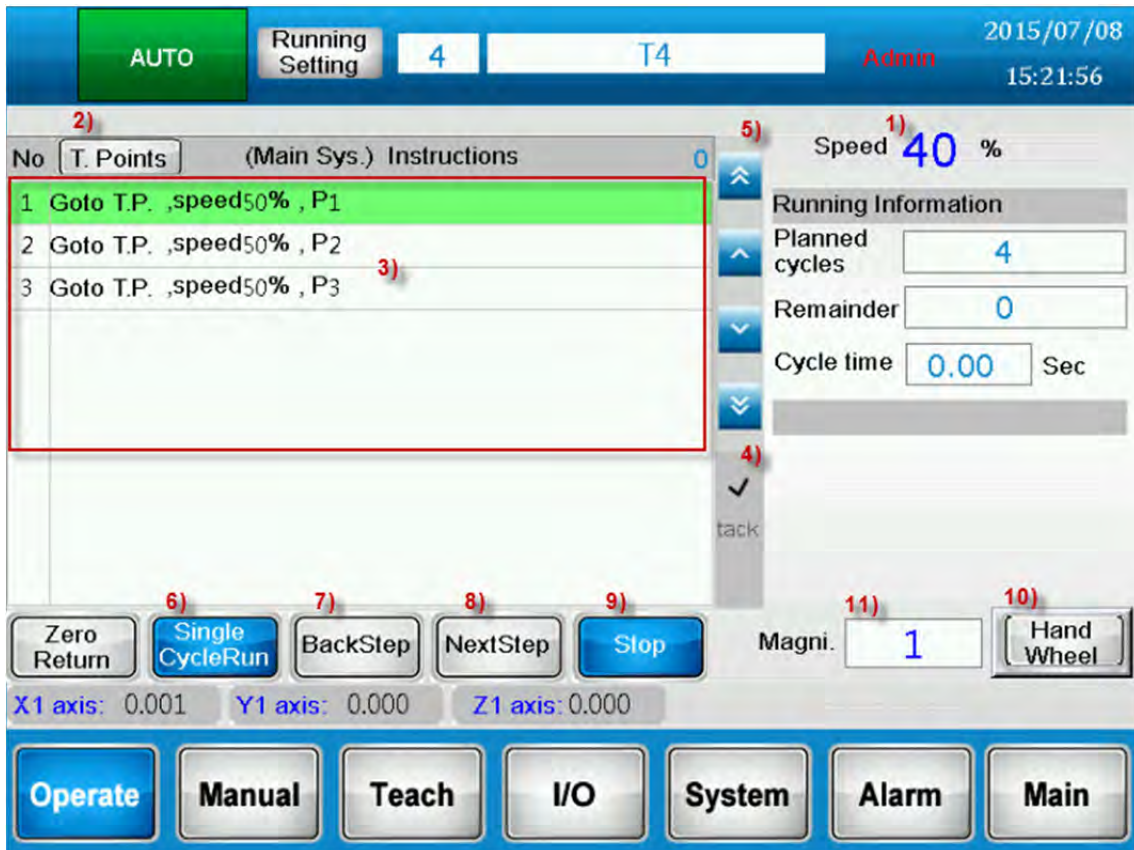 AUTO
Running
Setting
4
T4
Admin
2015/07/08
15:21:56
2)
No T. Points (Main Sys.) Instructions 0
1 Goto T.P. ,speed50% , P1
2 Goto T.P. ,speed50% , P2
3 Goto T.P. ,speed50% , P3
3)
5)
4)
tack
1)
Speed 40 %
Running Information
Planned
cycles 4
Remainder 0
Cycle time 0.00 Sec
6) 7) 8) 9) 11) 10)
Zero
Return
Single
CycleRun
BackStep
NextStep
Stop
Magni. 1
Hand
Wheel
X1 axis: 0.001 Y1 axis: 0.000 Z1 axis: 0.000
Operate Manual Teach I/O System Alarm Main